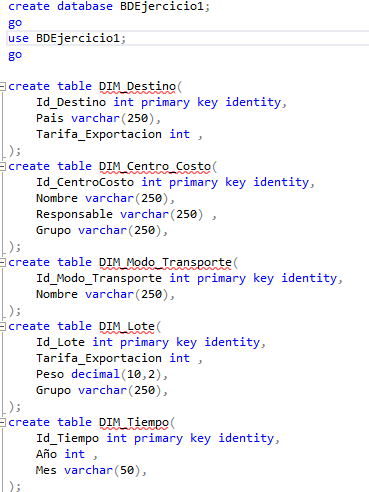 create database BDEjercicio1;
go
use BDEjercicio1;
go
create table DIM_Destino(
Id_Destino int primary key identity,
Pais varchar(250),
Tarifa_Exportacion int ,
);
create table DIM_Centro_Costo(
Id_CentroCosto int primary key identity,
Nombre varchar(250),
Responsable varchar(250) ,
Grupo varchar(250),
);
create table DIM_Modo_Transporte(
Id_Modo_Transporte int primary key identity,
Nombre varchar(250),
);
create table DIM_Lote(
Id_Lote int primary key identity,
Tarifa_Exportacion int ,
Peso decimal(10,2),
Grupo varchar(250),
);
create table DIM_Tiempo(
Id_Tiempo int primary key identity,
Año int ,
Mes varchar(50),
);